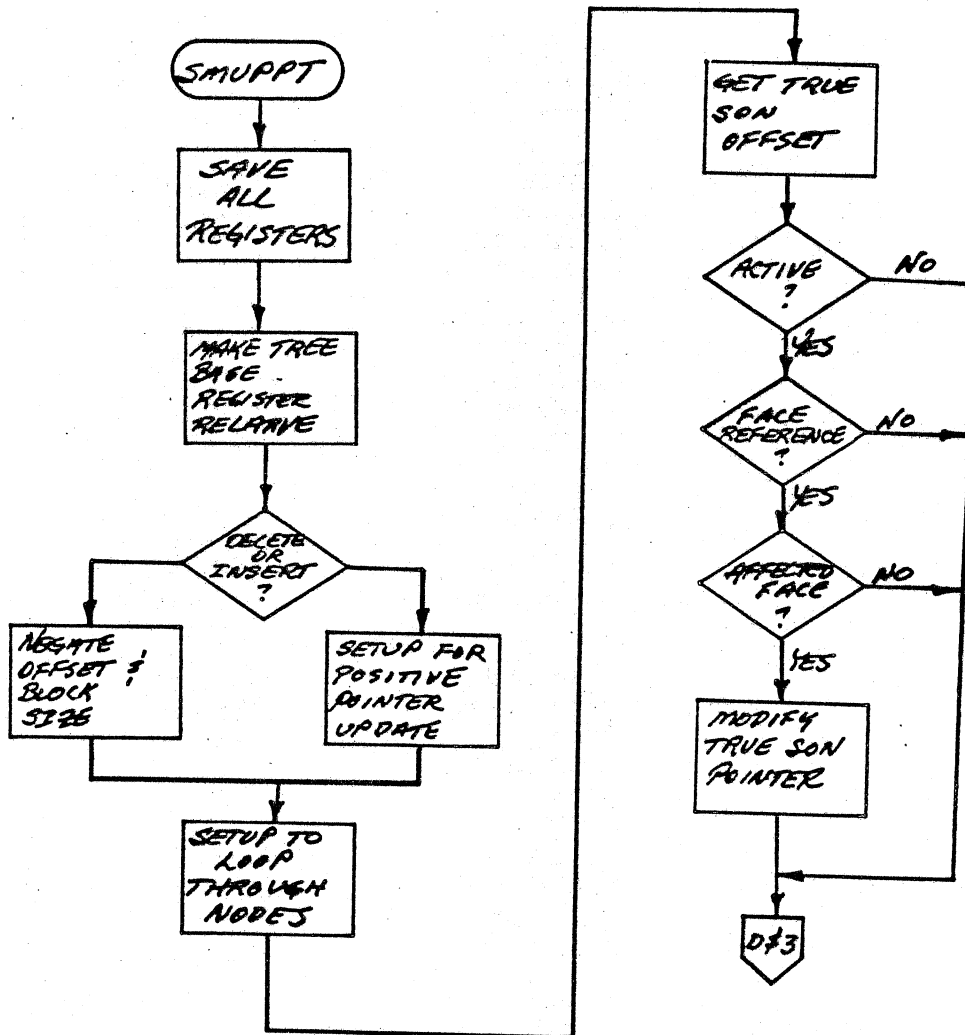 SMUPPT
SAVE
ALL
REGISTERS
MAKE TREE
BASE
REGISTER
RELATIVE
DELETE
OR
INSERT
?
NEGATE
OFFSET &
BLOCK
SIZE
SETUP FOR
POSITIVE
POINTER
UPDATE
SETUP TO
LOOP
THROUGH
NODES
GET TRUE
SON
OFFSET
ACTIVE
?
NO
YES
FACE
REFERENCE
?
NO
YES
AFFECTED
FACE
?
NO
YES
MODIFY
TRUE SON
POINTER
D$3